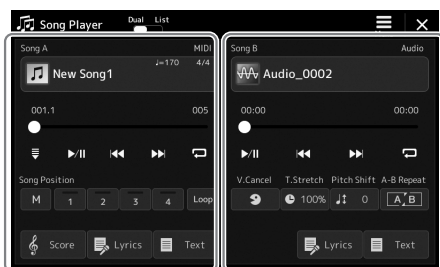 Song Player
Dual List
Song A
MIDI
New Song1
♩=170 4/4
001.1
005
Song Position
M 1 2 3 4 Loop
Score Lyrics Text
Song B
Audio
Audio_0002
00:00
00:00
V.Cancel T.Stretch Pitch Shift A-B Repeat
100% 0 A B
Lyrics Text